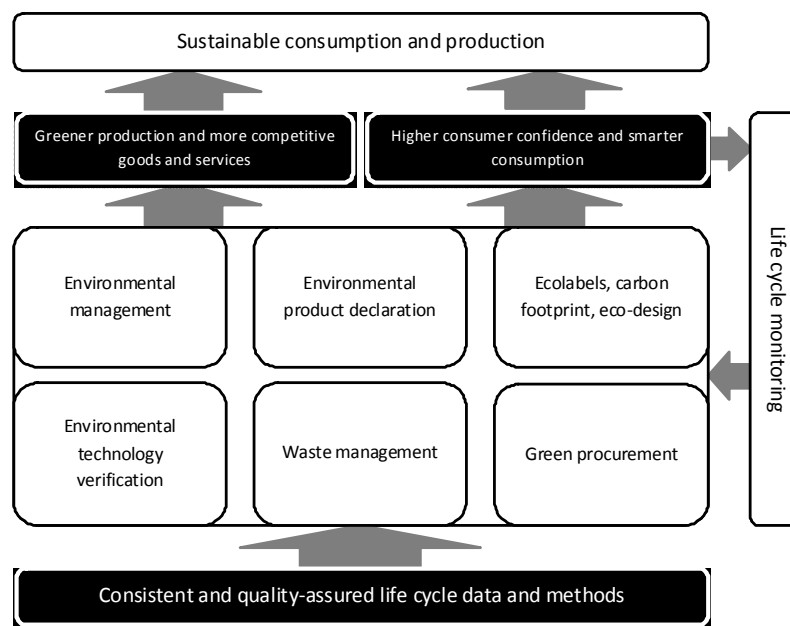 Sustainable consumption and production
Greener production and more competitive
goods and services
Higher consumer confidence and smarter
consumption
Life cycle monitoring
Environmental
management
Environmental
product declaration
Ecolabels, carbon
footprint, eco-design
Environmental
technology
verification
Waste management
Green procurement
Consistent and quality-assured life cycle data and methods